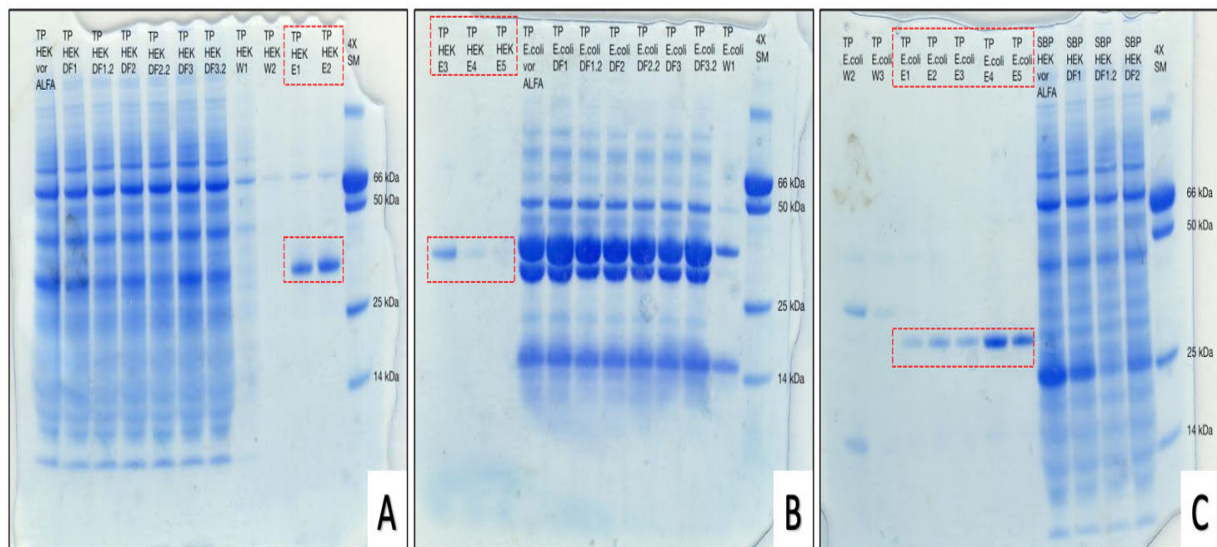 TP
HEK
vor
ALFA
TP
HEK
DF1
TP
HEK
DF1.2
TP
HEK
DF2
TP
HEK
DF2.2
TP
HEK
DF3
TP
HEK
DF3.2
TP
HEK
W1
TP
HEK
W2
TP
HEK
E1
TP
HEK
E2
4X
SM
66 kDa
50 kDa
25 kDa
14 kDa
A
TP
HEK
E3
TP
HEK
E4
TP
HEK
E5
TP
E.coli
vor
ALFA
TP
E.coli
DF1
TP
E.coli
DF1.2
TP
E.coli
DF2
TP
E.coli
DF2.2
TP
E.coli
DF3
TP
E.coli
DF3.2
TP
E.coli
W1
4X
SM
66 kDa
50 kDa
25 kDa
14 kDa
B
TP
E.coli
W2
TP
E.coli
W3
TP
E.coli
E1
TP
E.coli
E2
TP
E.coli
E3
TP
E.coli
E4
TP
E.coli
E5
SBP
HEK
vor
ALFA
SBP
HEK
DF1
SBP
HEK
DF1.2
SBP
HEK
DF2
4X
SM
66 kDa
50 kDa
25 kDa
14 kDa
C